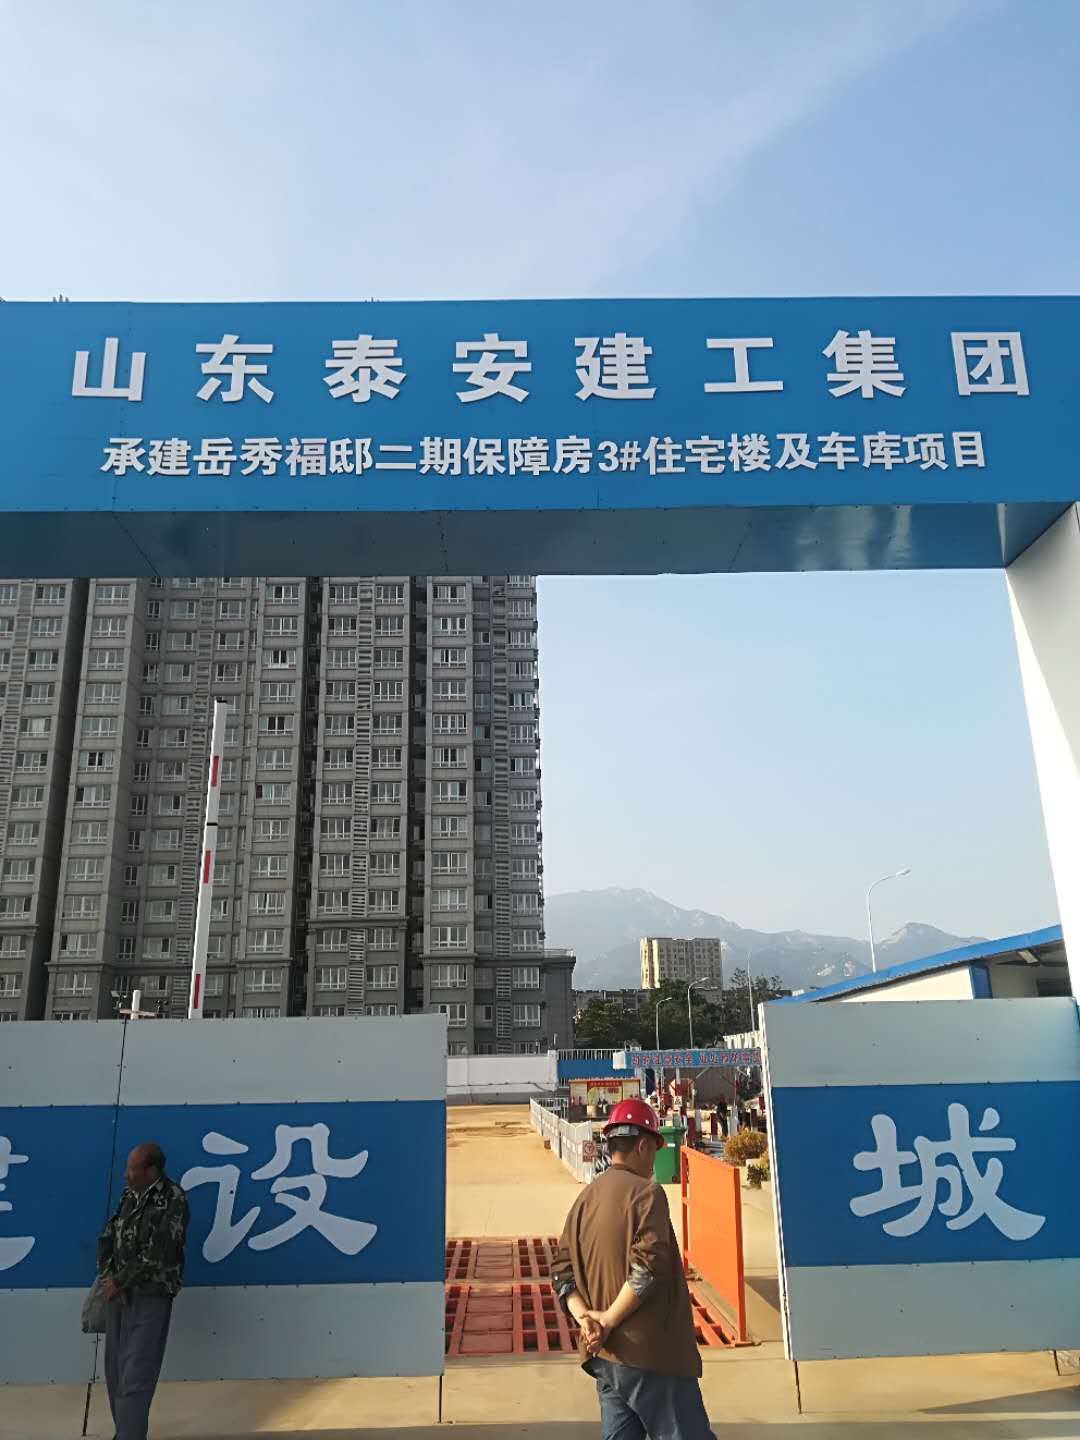 山东泰安建工集团
承建岳秀福邸二期保障房3#住宅楼及车库项目
建设
城